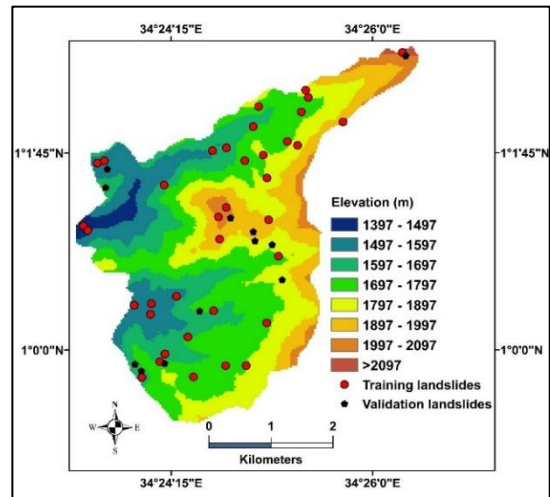 34°24'15"E 34°26'0"E
1°1'45"N 1°1'45"N
Elevation (m)
1397 - 1497
1497 - 1597
1597 - 1697
1697 - 1797
1797 - 1897
1897 - 1997
1997 - 2097
>2097
Training landslides
Validation landslides
1°0'0"N 1°0'0"N
N
W E
S
0 1 2
Kilometers
34°24'15"E 34°26'0"E